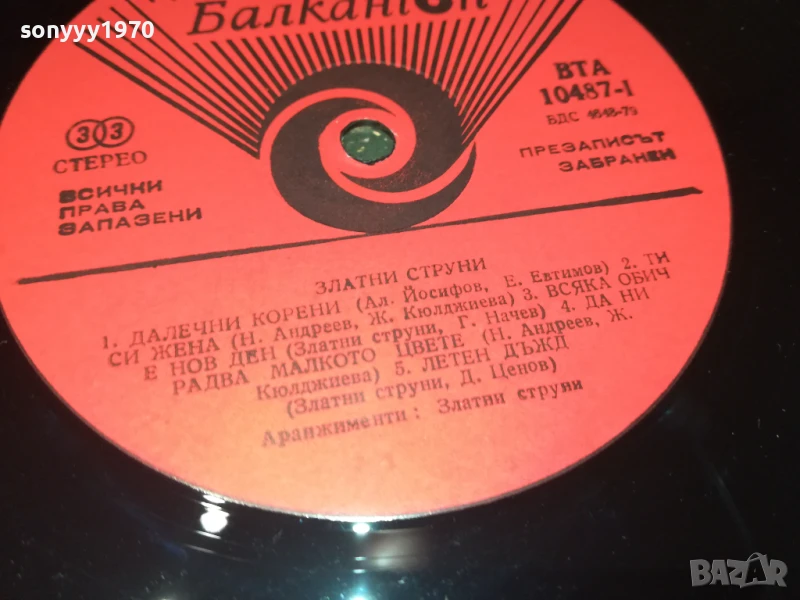 sonyyy1970
Балкантон
33
СТЕРЕО
ВСИЧКИ
ПРАВА
ЗАПАЗЕНИ
ВТА
10487-1
БДС 4648-79
ПРЕЗАПИСЪТ
ЗАБРАНЕН
ЗЛАТНИ СТРУНИ
1. ДАЛЕЧНИ КОРЕНИ (Ал. Йосифов, Е. Евтимов) 2. ТИ
СИ ЖЕНА (Н. Андреев, Ж. Кюлджиева) 3. ВСЯКА ОБИЧ
Е НОВ ДЕН (Златни струни, Г. Начев) 4. ДА НИ
РАДВА МАЛКОТО ЦВЕТЕ (Н. Андреев, Ж.
Кюлджиева) 5. ЛЕТЕН ДЪЖД
(Златни струни, Д. Ценов)
Аранжименти: Златни струни
BAZAR